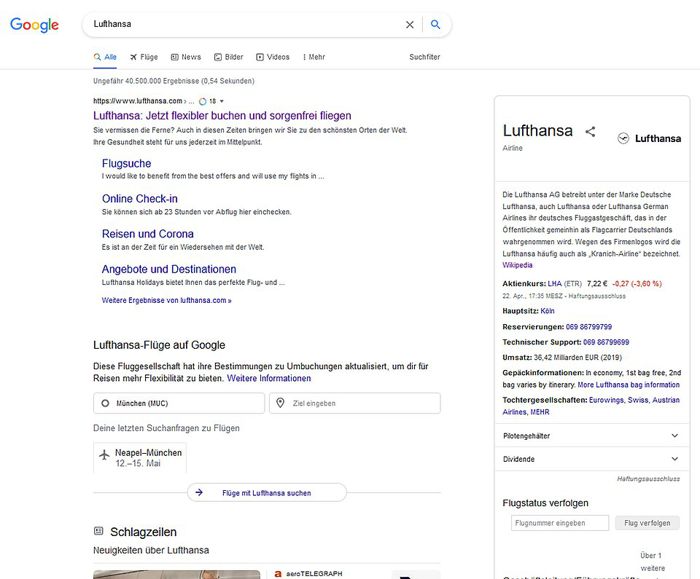 Google
Lufthansa
Alle
Flüge
News
Bilder
Videos
Mehr
Suchfilter
Ungefähr 40.500.000 Ergebnisse (0,54 Sekunden)
https://www.lufthansa.com › ... 18
Lufthansa: Jetzt flexibler buchen und sorgenfrei fliegen
Sie vermissen die Ferne? Auch in diesen Zeiten bringen wir Sie zu den schönsten Orten der Welt.
Ihre Gesundheit steht für uns jederzeit im Mittelpunkt.
Flugsuche
I would like to benefit from the best offers and will use my flights in ...
Online Check-in
Sie können sich ab 23 Stunden vor Abflug hier einchecken.
Reisen und Corona
Es ist an der Zeit für ein Wiedersehen mit der Welt.
Angebote und Destinationen
Lufthansa Holidays bietet Ihnen das perfekte Flug- und ...
Weitere Ergebnisse von lufthansa.com »
Lufthansa-Flüge auf Google
Diese Fluggesellschaft hat ihre Bestimmungen zu Umbuchungen aktualisiert, um dir für
Reisen mehr Flexibilität zu bieten. Weitere Informationen
München (MUC)
Ziel eingeben
Deine letzten Suchanfragen zu Flügen
Neapel–München
12.–15. Mai
Flüge mit Lufthansa suchen
Schlagzeilen
Neuigkeiten über Lufthansa
a aeroTELEGRAPH
Lufthansa
Airline
Lufthansa
Die Lufthansa AG betreibt unter der Marke Deutsche
Lufthansa, auch Lufthansa oder Lufthansa German
Airlines ihr deutsches Fluggastgeschäft, das in der
Öffentlichkeit gemeinhin als Flagcarrier Deutschlands
wahrgenommen wird. Wegen des Firmenlogos wird die
Lufthansa häufig auch als „Kranich-Airline“ bezeichnet.
Wikipedia
Aktienkurs: LHA (ETR) 7,22 € -0,27 (-3,60 %)
22. Apr., 17:35 MESZ - Haftungsausschluss
Hauptsitz: Köln
Reservierungen: 069 86799799
Technischer Support: 069 86799699
Umsatz: 36,42 Milliarden EUR (2019)
Gepäckinformationen: In economy, 1st bag free, 2nd
bag varies by itinerary. More Lufthansa bag information
Tochtergesellschaften: Eurowings, Swiss, Austrian
Airlines, MEHR
Pilotengehälter
Dividende
Haftungsausschluss
Flugstatus verfolgen
Flugnummer eingeben
Flug verfolgen
Über 1
weitere